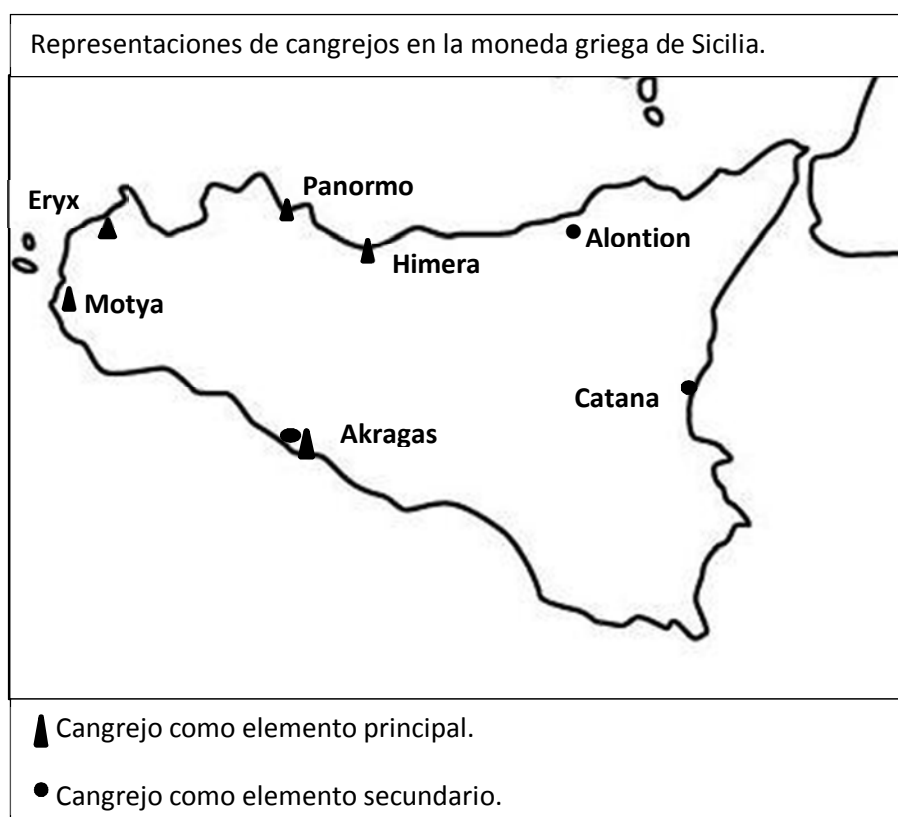 Representaciones de cangrejos en la moneda griega de Sicilia.
Panormo
Eryx
Alontion
Himera
Motya
Catana
Akragas
Cangrejo como elemento principal.
Cangrejo como elemento secundario.